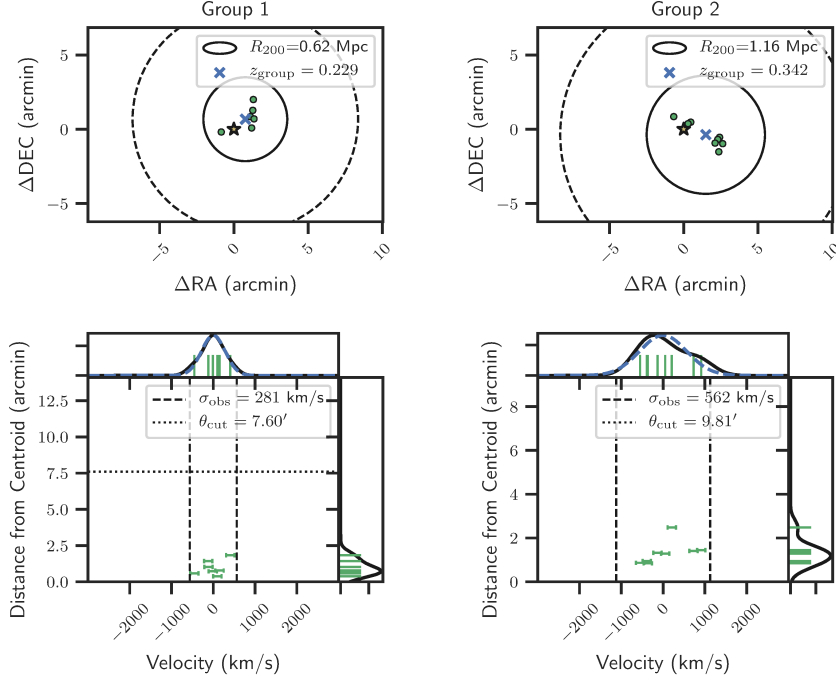 Group 1
R200=0.62 Mpc
zgroup = 0.229
ΔDEC (arcmin)
5
0
−5
−5
0
5
10
ΔRA (arcmin)
Group 2
R200=1.16 Mpc
zgroup = 0.342
ΔDEC (arcmin)
5
0
−5
−5
0
5
10
ΔRA (arcmin)
σobs = 281 km/s
θcut = 7.60′
Distance from Centroid (arcmin)
12.5
10.0
7.5
5.0
2.5
0.0
−2000
−1000
0
1000
2000
Velocity (km/s)
σobs = 562 km/s
θcut = 9.81′
Distance from Centroid (arcmin)
8
6
4
2
0
−2000
−1000
0
1000
2000
Velocity (km/s)